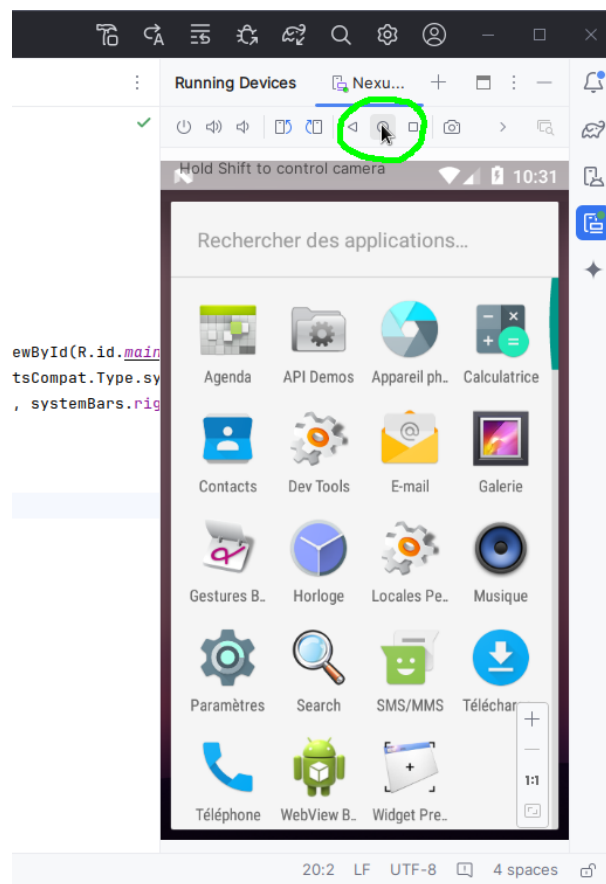 Running Devices Nexu...
Hold Shift to control camera
10:31
Rechercher des applications...
ewById(R.id.main
Agenda API Demos Appareil ph.. Calculatrice
tsCompat.Type.sy
, systemBars.rig
Contacts Dev Tools E-mail Galerie
Gestures B.. Horloge Locales Pe.. Musique
Paramètres Search SMS/MMS Téléchar
1:1
Téléphone WebView B.. Widget Pre..
20:2 LF UTF-8 4 spaces